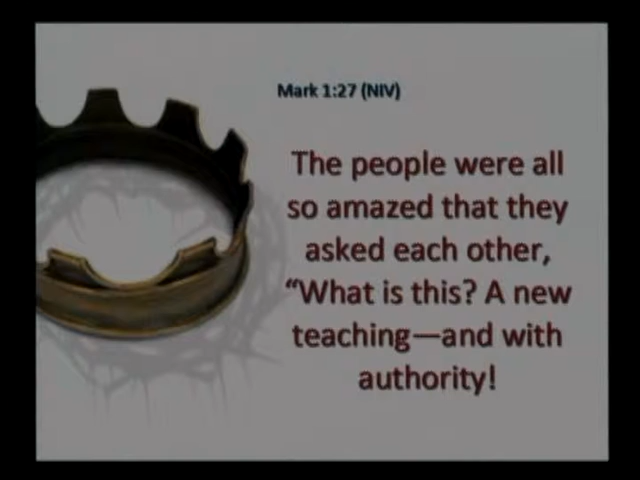 Mark 1:27 (NIV)
The people were all
so amazed that they
asked each other,
“What is this? A new
teaching—and with
authority!